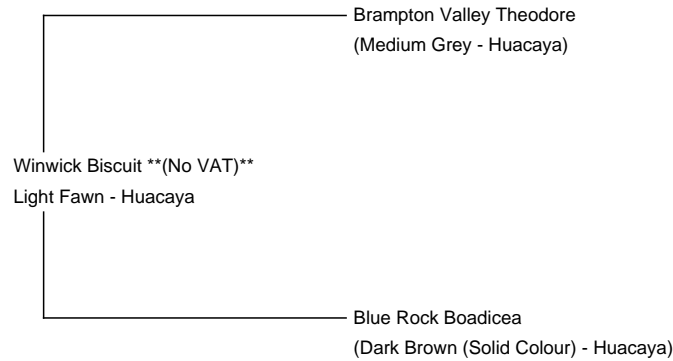 Brampton Valley Theodore
(Medium Grey - Huacaya)
Winwick Biscuit **(No VAT)**
Light Fawn - Huacaya
Blue Rock Boadicea
(Dark Brown (Solid Colour) - Huacaya)